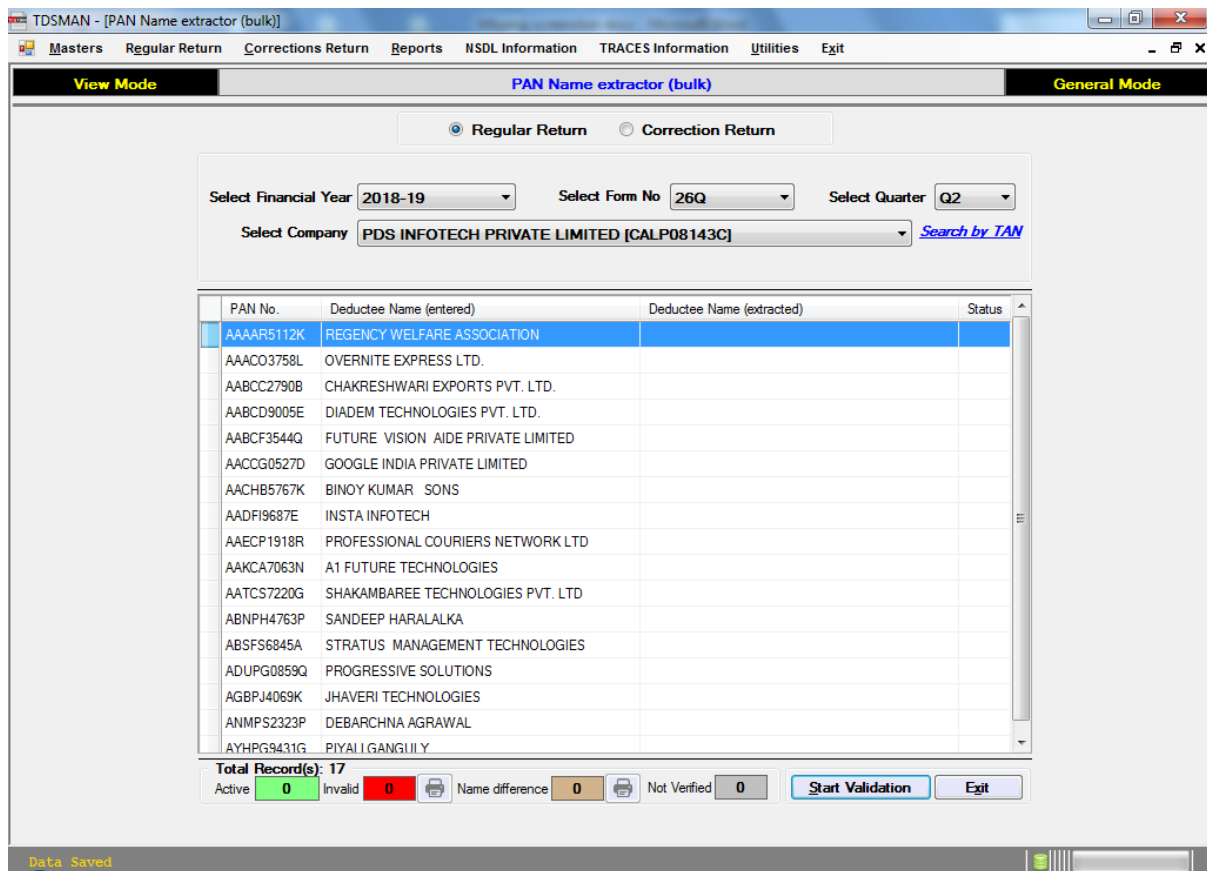 TDSMAN - [PAN Name extractor (bulk)]
Masters Regular Return Corrections Return Reports NSDL Information TRACES Information Utilities Exit
View Mode PAN Name extractor (bulk) General Mode
Regular Return Correction Return
Select Financial Year 2018-19 Select Form No 26Q Select Quarter Q2
Select Company PDS INFOTECH PRIVATE LIMITED [CALP08143C] Search by TAN
PAN No. Deductee Name (entered) Deductee Name (extracted) Status
AAAAR5112K REGENCY WELFARE ASSOCIATION
AAACO3758L OVERNITE EXPRESS LTD.
AABCC2790B CHAKRESHWARI EXPORTS PVT. LTD.
AABCD9005E DIADEM TECHNOLOGIES PVT. LTD.
AABCF3544Q FUTURE VISION AIDE PRIVATE LIMITED
AACCG0527D GOOGLE INDIA PRIVATE LIMITED
AACHB5767K BINOY KUMAR SONS
AADFI9687E INSTA INFOTECH
AAECP1918R PROFESSIONAL COURIERS NETWORK LTD
AAKCA7063N A1 FUTURE TECHNOLOGIES
AATCS7220G SHAKAMBAREE TECHNOLOGIES PVT. LTD
ABNPH4763P SANDEEP HARALALKA
ABSFS6845A STRATUS MANAGEMENT TECHNOLOGIES
ADUPG0859Q PROGRESSIVE SOLUTIONS
AGBPJ4069K JHAVERI TECHNOLOGIES
ANMPS2323P DEBARCHNA AGRAWAL
AYHPG9431G PIYALI GANGULY
Total Record(s): 17
Active 0 Invalid 0 Name difference 0 Not Verified 0 Start Validation Exit
Data Saved